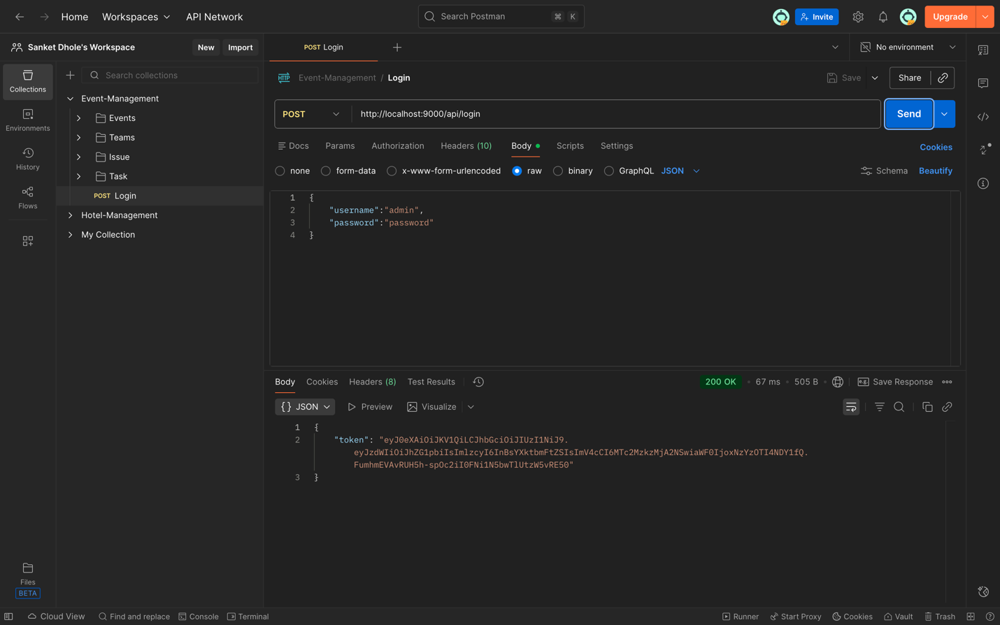 Home
Workspaces
API Network
Search Postman
⌘ K
Invite
Upgrade
Sanket Dhole's Workspace
New
Import
POST Login
No environment
Collections
Environments
History
Flows
Files
BETA
Search collections
Event-Management
Events
Teams
Issue
Task
POST Login
Hotel-Management
My Collection
HTTP Event-Management / Login
Save
Share
POST http://localhost:9000/api/login
Send
Docs Params Authorization Headers (10) Body Scripts Settings
Cookies
none form-data x-www-form-urlencoded raw binary GraphQL JSON
Schema Beautify
1 {
2 "username":"admin",
3 "password":"password"
4 }
Body Cookies Headers (8) Test Results
200 OK • 67 ms • 505 B
e.g. Save Response
{} JSON Preview Visualize
1 {
2 "token": "eyJ0eXAiOiJKV1QiLCJhbGciOiJIUzI1NiJ9.
eyJzdWIiOiJhZG1pbiIsImlzcyI6InBsYXktbmFtZSIsImV4cCI6MTc2MzkzMjA2NSwiaWF0IjoxNzYzOTI4NDY1fQ.
FumhmEVAvRUH5h-spOc2iI0FNi1N5bwTlUtzW5vRE50"
3 }
Cloud View Find and replace Console Terminal
Runner Start Proxy Cookies Vault Trash